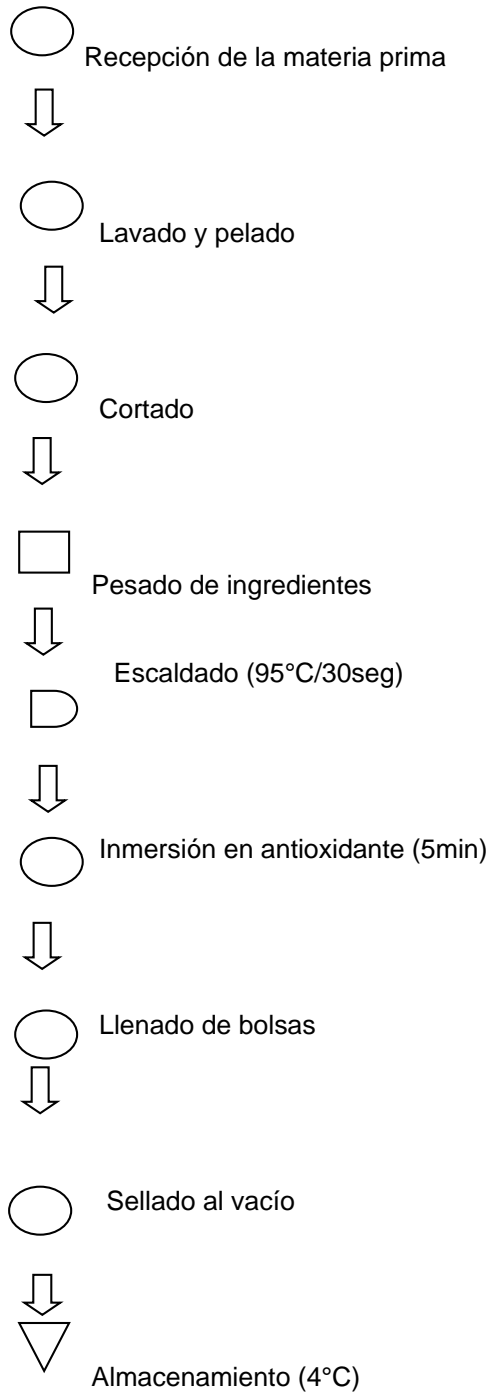 Recepción de la materia prima
Lavado y pelado
Cortado
Pesado de ingredientes
Escaldado (95°C/30seg)
Inmersión en antioxidante (5min)
Llenado de bolsas
Sellado al vacío
Almacenamiento (4°C)